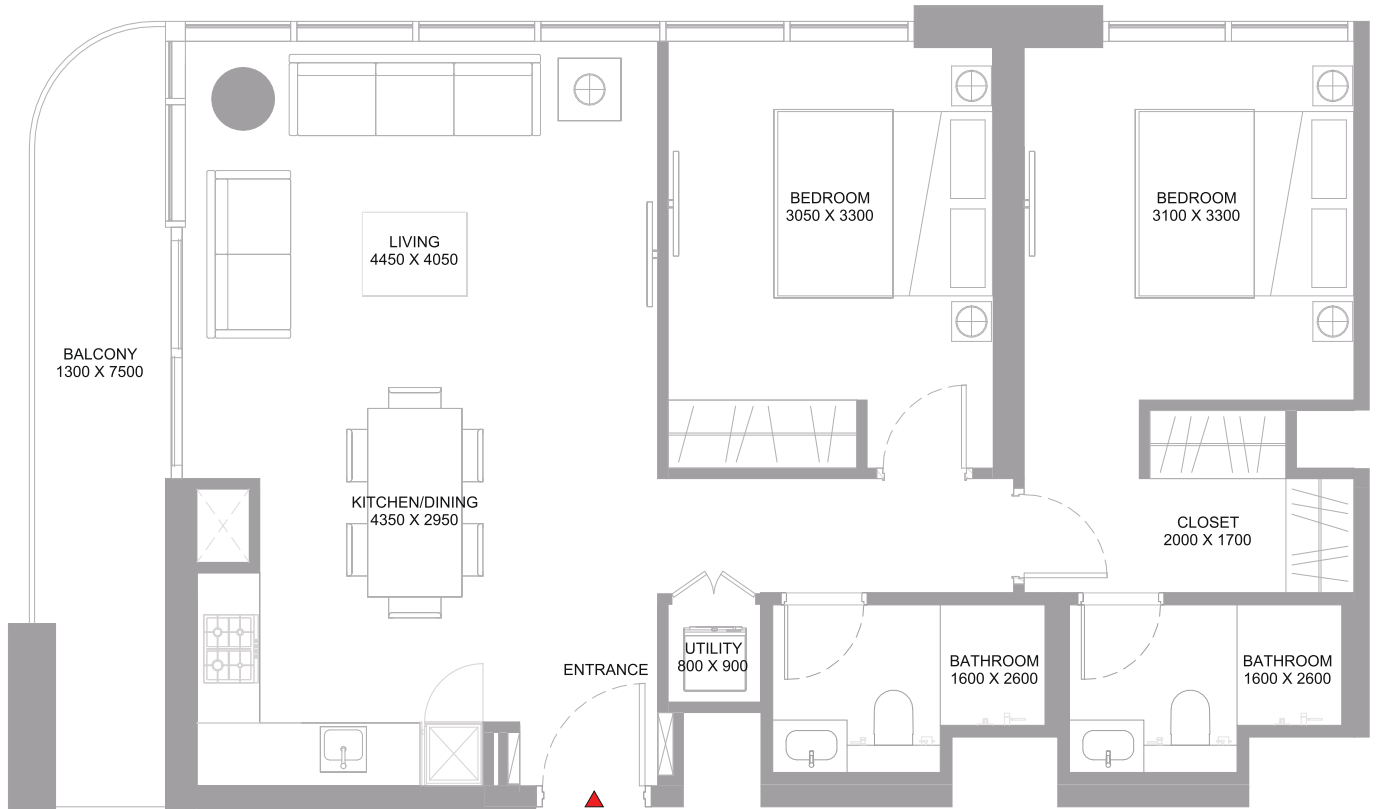 BEDROOM
3050 X 3300
BEDROOM
3100 X 3300
LIVING
4450 X 4050
BALCONY
1300 X 7500
KITCHEN/DINING
4350 X 2950
CLOSET
2000 X 1700
ENTRANCE
UTILITY
800 X 900
BATHROOM
1600 X 2600
BATHROOM
1600 X 2600